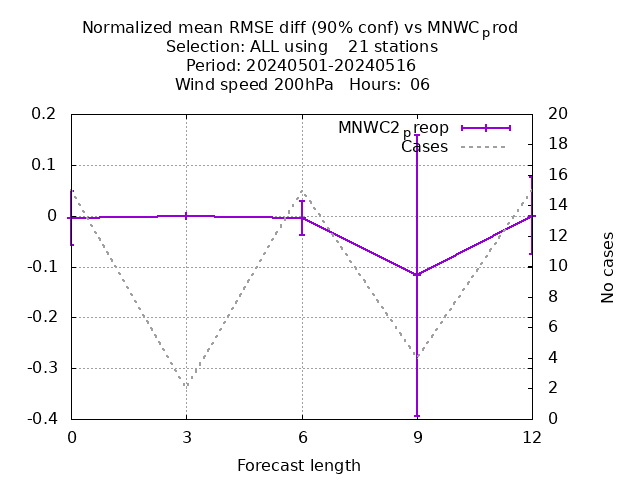 Normalized mean RMSE diff (90% conf) vs MNWCprod
Selection: ALL using    21 stations
Period: 20240501-20240516
Wind speed 200hPa   Hours: 06
MNWC2preop
Cases
0.2
0.1
0
-0.1
-0.2
-0.3
-0.4
20
18
16
14
12
10
8
6
4
2
0
No cases
0 3 6 9 12
Forecast length